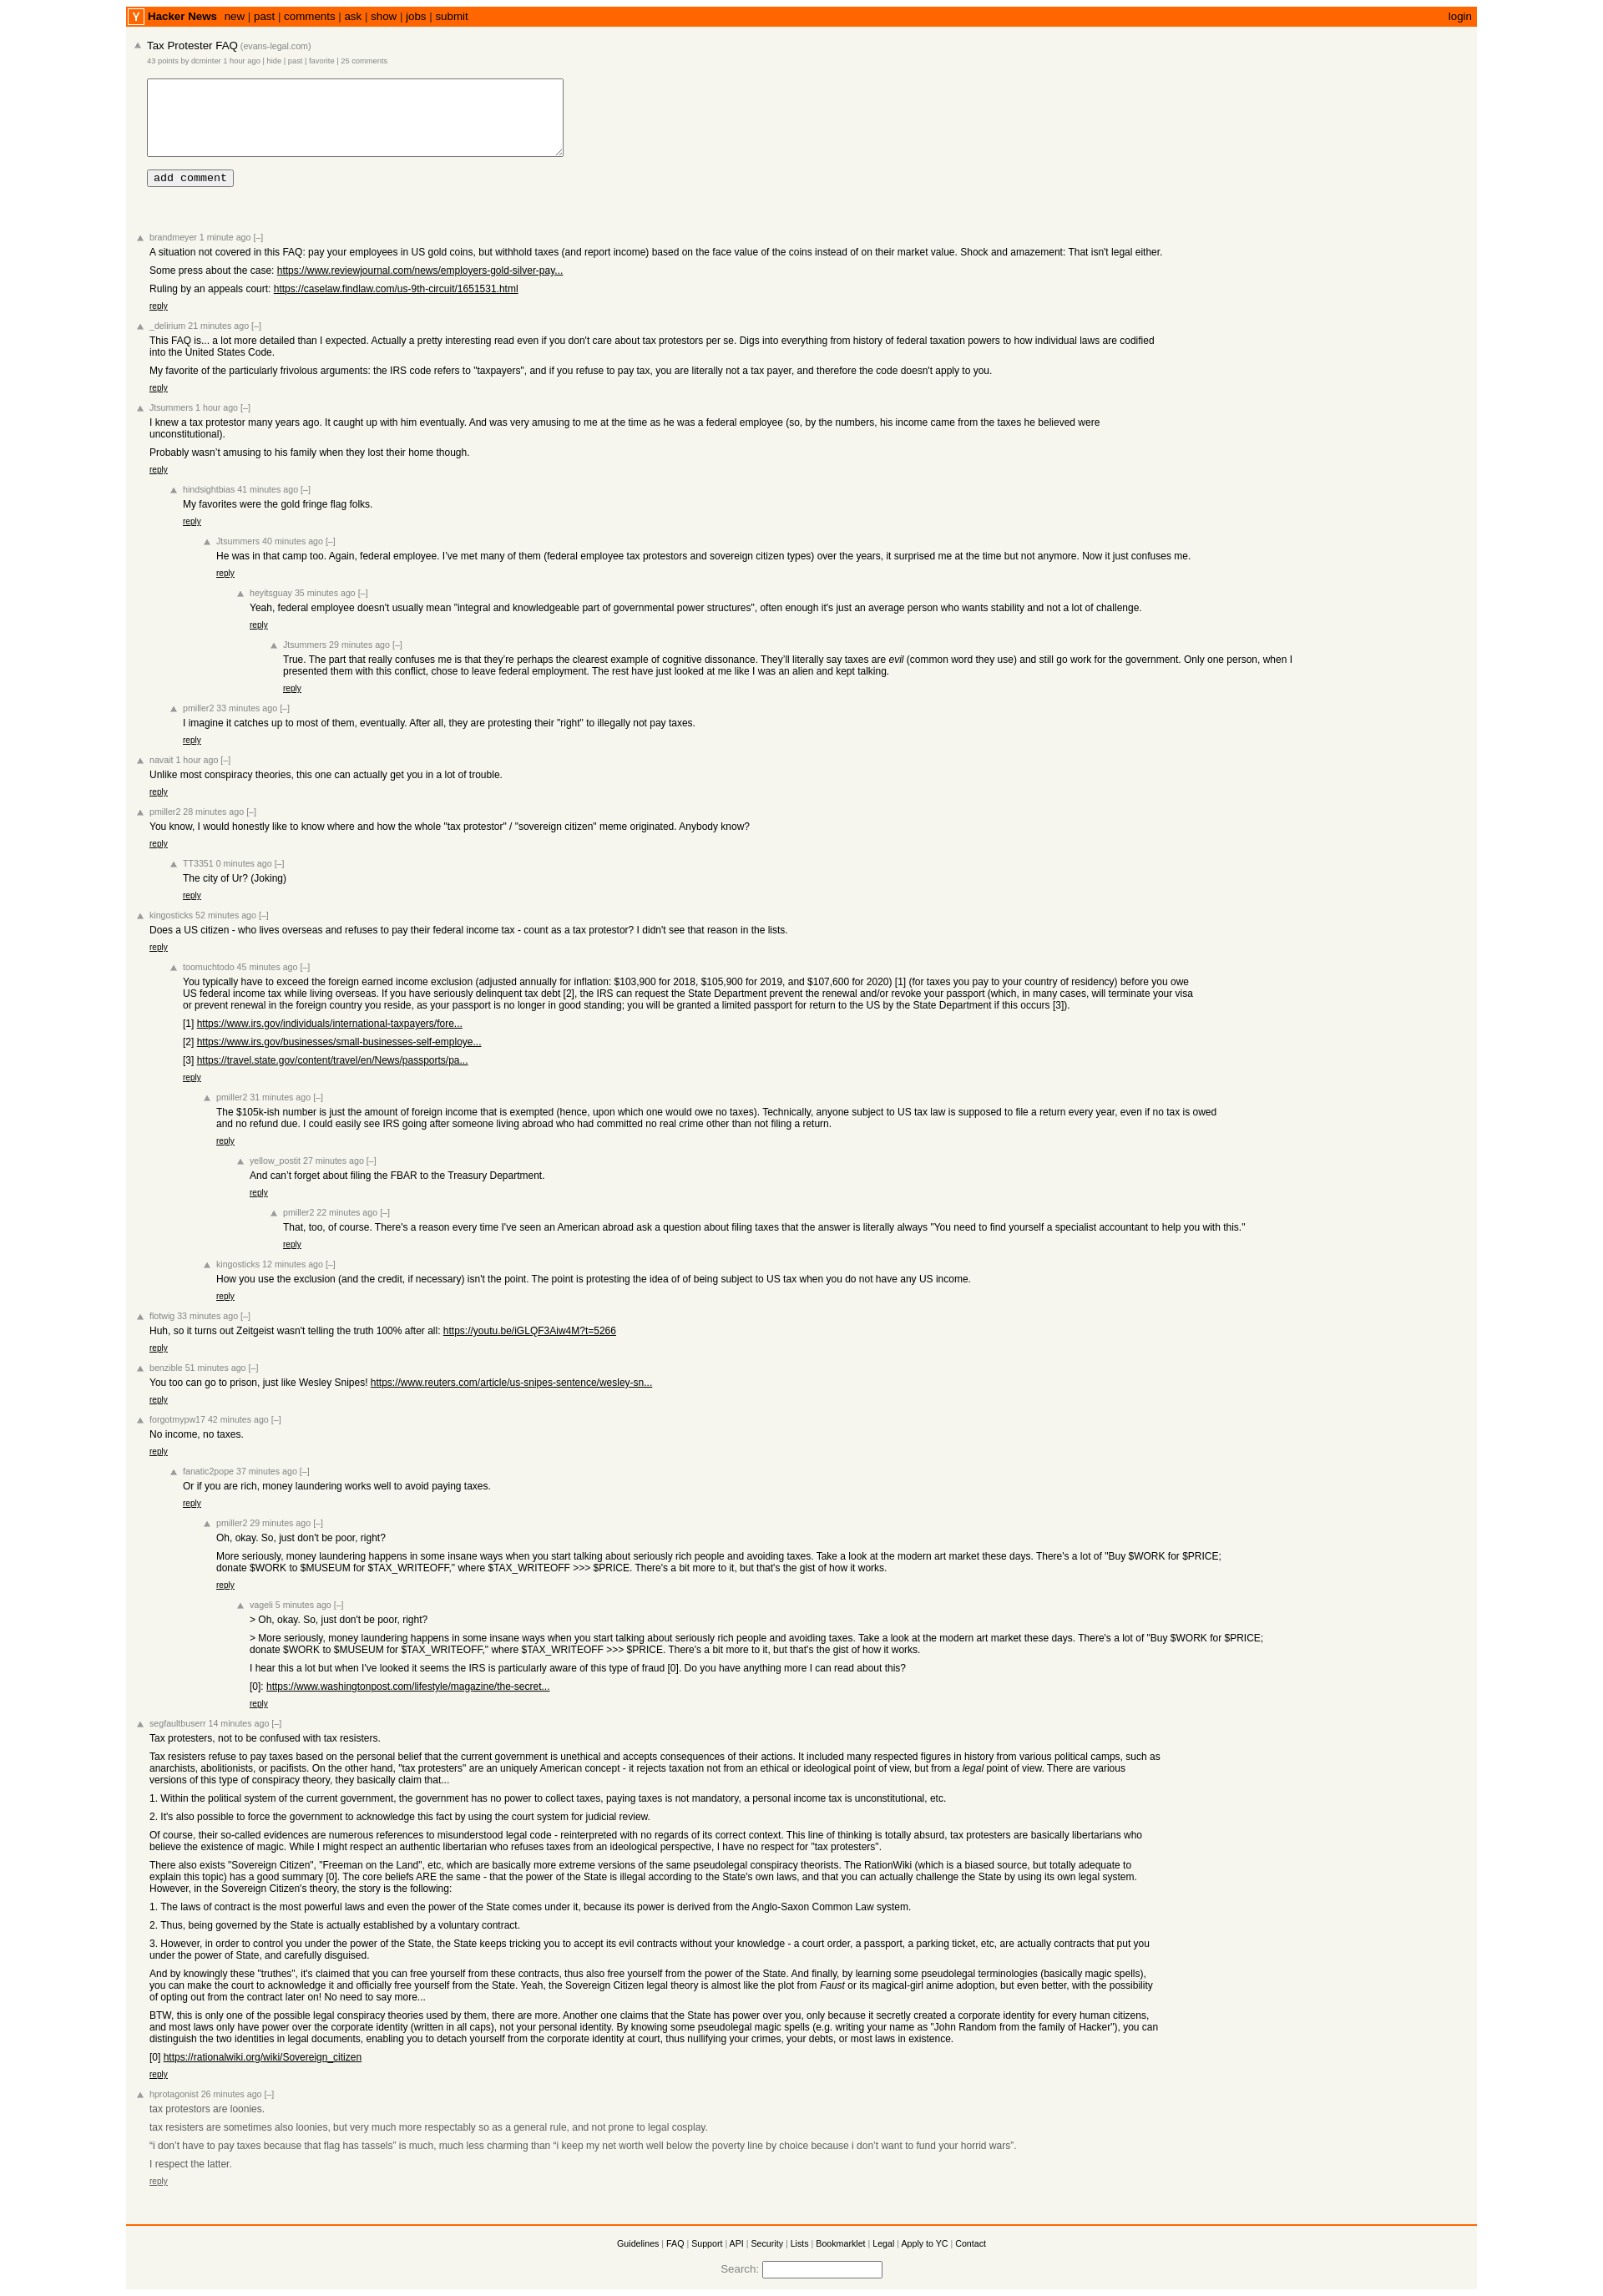 Y Hacker News new | past | comments | ask | show | jobs | submit login
Tax Protester FAQ (evans-legal.com)
43 points by dcminter 1 hour ago | hide | past | favorite | 25 comments
add comment
brandmeyer 1 minute ago [–]
A situation not covered in this FAQ: pay your employees in US gold coins, but withhold taxes (and report income) based on the face value of the coins instead of on their market value. Shock and amazement: That isn't legal either.
Some press about the case: https://www.reviewjournal.com/news/employers-gold-silver-pay...
Ruling by an appeals court: https://caselaw.findlaw.com/us-9th-circuit/1651531.html
reply
_delirium 21 minutes ago [–]
This FAQ is... a lot more detailed than I expected. Actually a pretty interesting read even if you don't care about tax protestors per se. Digs into everything from history of federal taxation powers to how individual laws are codified
into the United States Code.
My favorite of the particularly frivolous arguments: the IRS code refers to "taxpayers", and if you refuse to pay tax, you are literally not a tax payer, and therefore the code doesn't apply to you.
reply
Jtsummers 1 hour ago [–]
I knew a tax protestor many years ago. It caught up with him eventually. And was very amusing to me at the time as he was a federal employee (so, by the numbers, his income came from the taxes he believed were
unconstitutional).
Probably wasn’t amusing to his family when they lost their home though.
reply
hindsightbias 41 minutes ago [–]
My favorites were the gold fringe flag folks.
reply
Jtsummers 40 minutes ago [–]
He was in that camp too. Again, federal employee. I’ve met many of them (federal employee tax protestors and sovereign citizen types) over the years, it surprised me at the time but not anymore. Now it just confuses me.
reply
heyitsguay 35 minutes ago [–]
Yeah, federal employee doesn't usually mean "integral and knowledgeable part of governmental power structures", often enough it's just an average person who wants stability and not a lot of challenge.
reply
Jtsummers 29 minutes ago [–]
True. The part that really confuses me is that they’re perhaps the clearest example of cognitive dissonance. They’ll literally say taxes are evil (common word they use) and still go work for the government. Only one person, when I
presented them with this conflict, chose to leave federal employment. The rest have just looked at me like I was an alien and kept talking.
reply
pmiller2 33 minutes ago [–]
I imagine it catches up to most of them, eventually. After all, they are protesting their "right" to illegally not pay taxes.
reply
navait 1 hour ago [–]
Unlike most conspiracy theories, this one can actually get you in a lot of trouble.
reply
pmiller2 28 minutes ago [–]
You know, I would honestly like to know where and how the whole "tax protestor" / "sovereign citizen" meme originated. Anybody know?
reply
TT3351 0 minutes ago [–]
The city of Ur? (Joking)
reply
kingosticks 52 minutes ago [–]
Does a US citizen - who lives overseas and refuses to pay their federal income tax - count as a tax protestor? I didn't see that reason in the lists.
reply
toomuchtodo 45 minutes ago [–]
You typically have to exceed the foreign earned income exclusion (adjusted annually for inflation: $103,900 for 2018, $105,900 for 2019, and $107,600 for 2020) [1] (for taxes you pay to your country of residency) before you owe
US federal income tax while living overseas. If you have seriously delinquent tax debt [2], the IRS can request the State Department prevent the renewal and/or revoke your passport (which, in many cases, will terminate your visa
or prevent renewal in the foreign country you reside, as your passport is no longer in good standing; you will be granted a limited passport for return to the US by the State Department if this occurs [3]).
[1] https://www.irs.gov/individuals/international-taxpayers/fore...
[2] https://www.irs.gov/businesses/small-businesses-self-employe...
[3] https://travel.state.gov/content/travel/en/News/passports/pa...
reply
pmiller2 31 minutes ago [–]
The $105k-ish number is just the amount of foreign income that is exempted (hence, upon which one would owe no taxes). Technically, anyone subject to US tax law is supposed to file a return every year, even if no tax is owed
and no refund due. I could easily see IRS going after someone living abroad who had committed no real crime other than not filing a return.
reply
yellow_postit 27 minutes ago [–]
And can’t forget about filing the FBAR to the Treasury Department.
reply
pmiller2 22 minutes ago [–]
That, too, of course. There's a reason every time I've seen an American abroad ask a question about filing taxes that the answer is literally always "You need to find yourself a specialist accountant to help you with this."
reply
kingosticks 12 minutes ago [–]
How you use the exclusion (and the credit, if necessary) isn't the point. The point is protesting the idea of of being subject to US tax when you do not have any US income.
reply
flotwig 33 minutes ago [–]
Huh, so it turns out Zeitgeist wasn't telling the truth 100% after all: https://youtu.be/iGLQF3Aiw4M?t=5266
reply
benzible 51 minutes ago [–]
You too can go to prison, just like Wesley Snipes! https://www.reuters.com/article/us-snipes-sentence/wesley-sn...
reply
forgotmypw17 42 minutes ago [–]
No income, no taxes.
reply
fanatic2pope 37 minutes ago [–]
Or if you are rich, money laundering works well to avoid paying taxes.
reply
pmiller2 29 minutes ago [–]
Oh, okay. So, just don't be poor, right?
More seriously, money laundering happens in some insane ways when you start talking about seriously rich people and avoiding taxes. Take a look at the modern art market these days. There's a lot of "Buy $WORK for $PRICE;
donate $WORK to $MUSEUM for $TAX_WRITEOFF," where $TAX_WRITEOFF >>> $PRICE. There's a bit more to it, but that's the gist of how it works.
reply
vageli 5 minutes ago [–]
> Oh, okay. So, just don't be poor, right?
> More seriously, money laundering happens in some insane ways when you start talking about seriously rich people and avoiding taxes. Take a look at the modern art market these days. There's a lot of "Buy $WORK for $PRICE;
donate $WORK to $MUSEUM for $TAX_WRITEOFF," where $TAX_WRITEOFF >>> $PRICE. There's a bit more to it, but that's the gist of how it works.
I hear this a lot but when I've looked it seems the IRS is particularly aware of this type of fraud [0]. Do you have anything more I can read about this?
[0]: https://www.washingtonpost.com/lifestyle/magazine/the-secret...
reply
segfaultbuserr 14 minutes ago [–]
Tax protesters, not to be confused with tax resisters.
Tax resisters refuse to pay taxes based on the personal belief that the current government is unethical and accepts consequences of their actions. It included many respected figures in history from various political camps, such as
anarchists, abolitionists, or pacifists. On the other hand, "tax protesters" are an uniquely American concept - it rejects taxation not from an ethical or ideological point of view, but from a legal point of view. There are various
versions of this type of conspiracy theory, they basically claim that...
1. Within the political system of the current government, the government has no power to collect taxes, paying taxes is not mandatory, a personal income tax is unconstitutional, etc.
2. It's also possible to force the government to acknowledge this fact by using the court system for judicial review.
Of course, their so-called evidences are numerous references to misunderstood legal code - reinterpreted with no regards of its correct context. This line of thinking is totally absurd, tax protesters are basically libertarians who
believe the existence of magic. While I might respect an authentic libertarian who refuses taxes from an ideological perspective, I have no respect for "tax protesters".
There also exists "Sovereign Citizen", "Freeman on the Land", etc, which are basically more extreme versions of the same pseudolegal conspiracy theorists. The RationWiki (which is a biased source, but totally adequate to
explain this topic) has a good summary [0]. The core beliefs ARE the same - that the power of the State is illegal according to the State's own laws, and that you can actually challenge the State by using its own legal system.
However, in the Sovereign Citizen's theory, the story is the following:
1. The laws of contract is the most powerful laws and even the power of the State comes under it, because its power is derived from the Anglo-Saxon Common Law system.
2. Thus, being governed by the State is actually established by a voluntary contract.
3. However, in order to control you under the power of the State, the State keeps tricking you to accept its evil contracts without your knowledge - a court order, a passport, a parking ticket, etc, are actually contracts that put you
under the power of State, and carefully disguised.
And by knowingly these "truthes", it's claimed that you can free yourself from these contracts, thus also free yourself from the power of the State. And finally, by learning some pseudolegal terminologies (basically magic spells),
you can make the court to acknowledge it and officially free yourself from the State. Yeah, the Sovereign Citizen legal theory is almost like the plot from Faust or its magical-girl anime adoption, but even better, with the possibility
of opting out from the contract later on! No need to say more...
BTW, this is only one of the possible legal conspiracy theories used by them, there are more. Another one claims that the State has power over you, only because it secretly created a corporate identity for every human citizens,
and most laws only have power over the corporate identity (written in all caps), not your personal identity. By knowing some pseudolegal magic spells (e.g. writing your name as "John Random from the family of Hacker"), you can
distinguish the two identities in legal documents, enabling you to detach yourself from the corporate identity at court, thus nullifying your crimes, your debts, or most laws in existence.
[0] https://rationalwiki.org/wiki/Sovereign_citizen
reply
hprotagonist 26 minutes ago [–]
tax protestors are loonies.
tax resisters are sometimes also loonies, but very much more respectably so as a general rule, and not prone to legal cosplay.
“i don’t have to pay taxes because that flag has tassels” is much, much less charming than “i keep my net worth well below the poverty line by choice because i don’t want to fund your horrid wars”.
I respect the latter.
reply
Guidelines | FAQ | Support | API | Security | Lists | Bookmarklet | Legal | Apply to YC | Contact
Search: